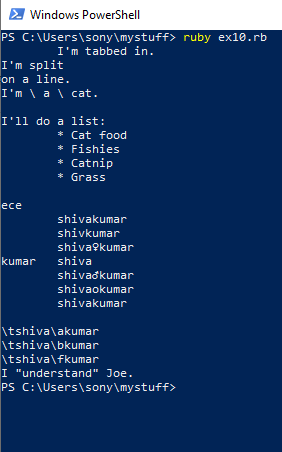 Windows PowerShell
PS C:\Users\sony\mystuff> ruby ex10.rb
        I'm tabbed in.
I'm split
on a line.
I'm \ a \ cat.

I'll do a list:
        * Cat food
        * Fishies
        * Catnip
        * Grass

ece
        shivakumar
        shivkumar
        shiva♀kumar
kumar   shiva
        shivaδkumar
        shivaokumar
        shivakumar

\tshiva\akumar
\tshiva\bkumar
\tshiva\fkumar
I "understand" Joe.
PS C:\Users\sony\mystuff>